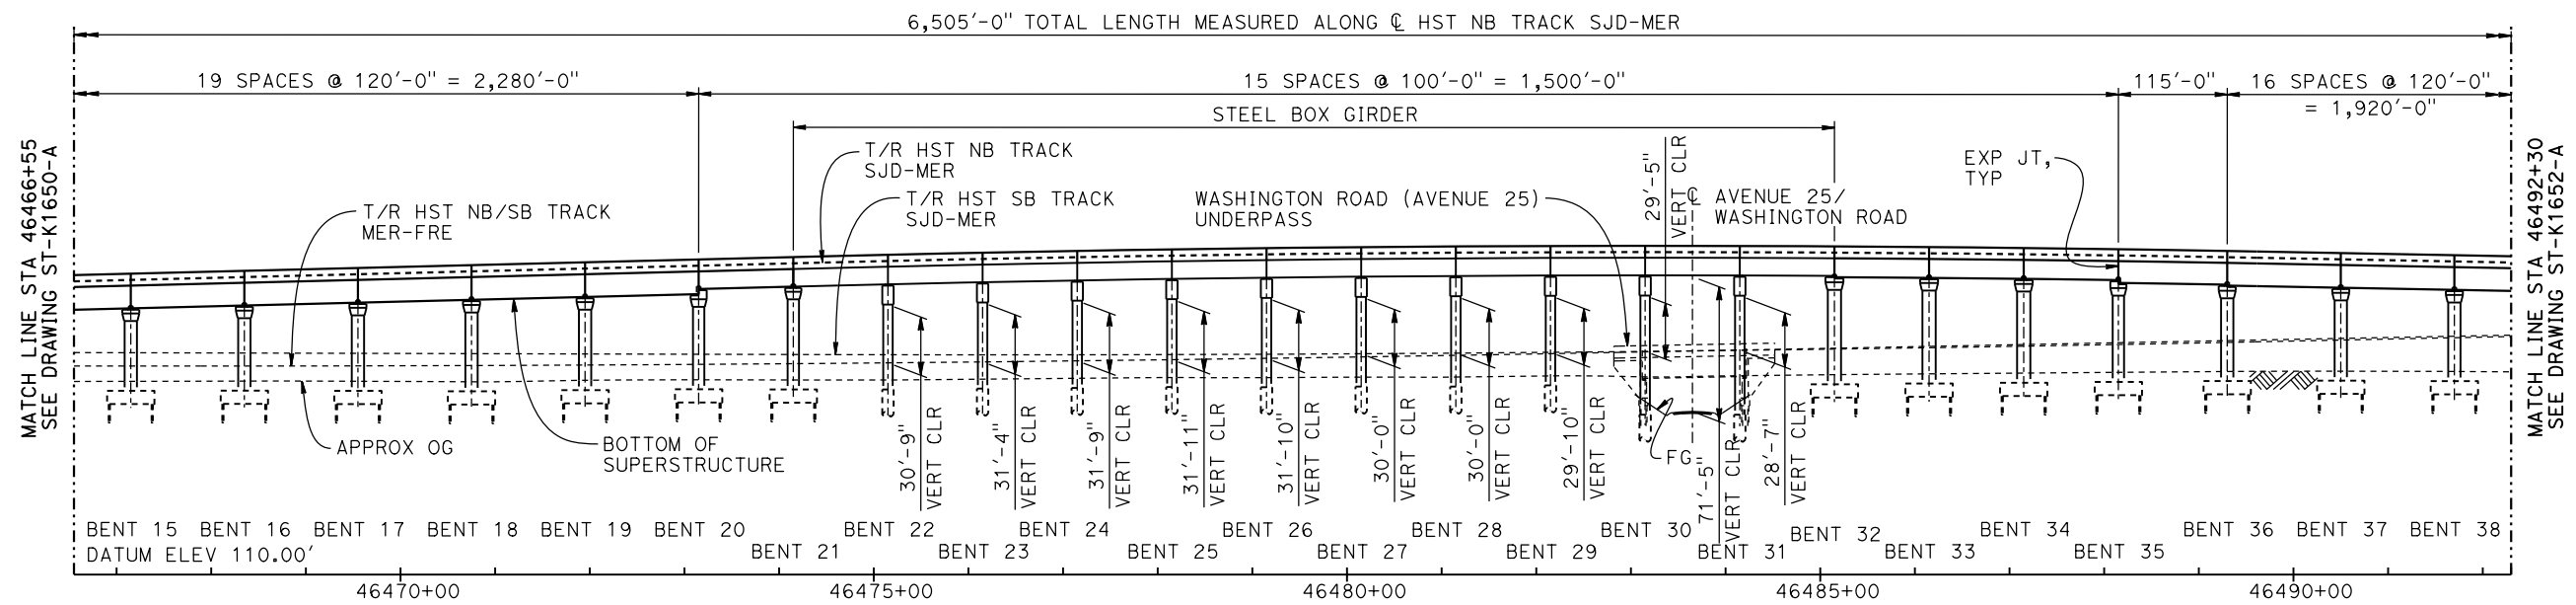 6,505'-0" TOTAL LENGTH MEASURED ALONG ℄ HST NB TRACK SJD-MER
19 SPACES @ 120'-0" = 2,280'-0"
15 SPACES @ 100'-0" = 1,500'-0"
115'-0"
16 SPACES @ 120'-0"
= 1,920'-0"
STEEL BOX GIRDER
MATCH LINE STA 46466+55
SEE DRAWING ST-K1650-A
T/R HST NB/SB TRACK
MER-FRE
T/R HST NB TRACK
SJD-MER
T/R HST SB TRACK
SJD-MER
WASHINGTON ROAD (AVENUE 25)
UNDERPASS
29'-5"
VERT CLR
℄ AVENUE 25/
WASHINGTON ROAD
EXP JT,
TYP
MATCH LINE STA 46492+30
SEE DRAWING ST-K1652-A
APPROX OG
BOTTOM OF
SUPERSTRUCTURE
30'-9"
VERT CLR
31'-4"
VERT CLR
31'-9"
VERT CLR
31'-11"
VERT CLR
31'-10"
VERT CLR
30'-0"
VERT CLR
30'-0"
VERT CLR
29'-10"
VERT CLR
FG
71'-5"
VERT CLR
28'-7"
VERT CLR
BENT 15
BENT 16
BENT 17
BENT 18
BENT 19
BENT 20
BENT 21
BENT 22
BENT 23
BENT 24
BENT 25
BENT 26
BENT 27
BENT 28
BENT 29
BENT 30
BENT 31
BENT 32
BENT 33
BENT 34
BENT 35
BENT 36
BENT 37
BENT 38
DATUM ELEV 110.00'
46470+00
46475+00
46480+00
46485+00
46490+00